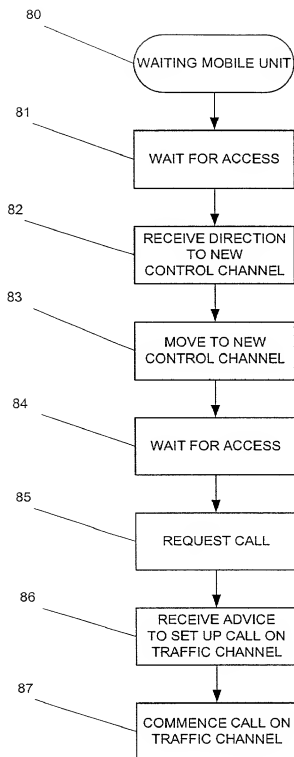 80
WAITING MOBILE UNIT
81
WAIT FOR ACCESS
82
RECEIVE DIRECTION
TO NEW
CONTROL CHANNEL
83
MOVE TO NEW
CONTROL CHANNEL
84
WAIT FOR ACCESS
85
REQUEST CALL
86
RECEIVE ADVICE
TO SET UP CALL ON
TRAFFIC CHANNEL
87
COMMENCE CALL ON
TRAFFIC CHANNEL